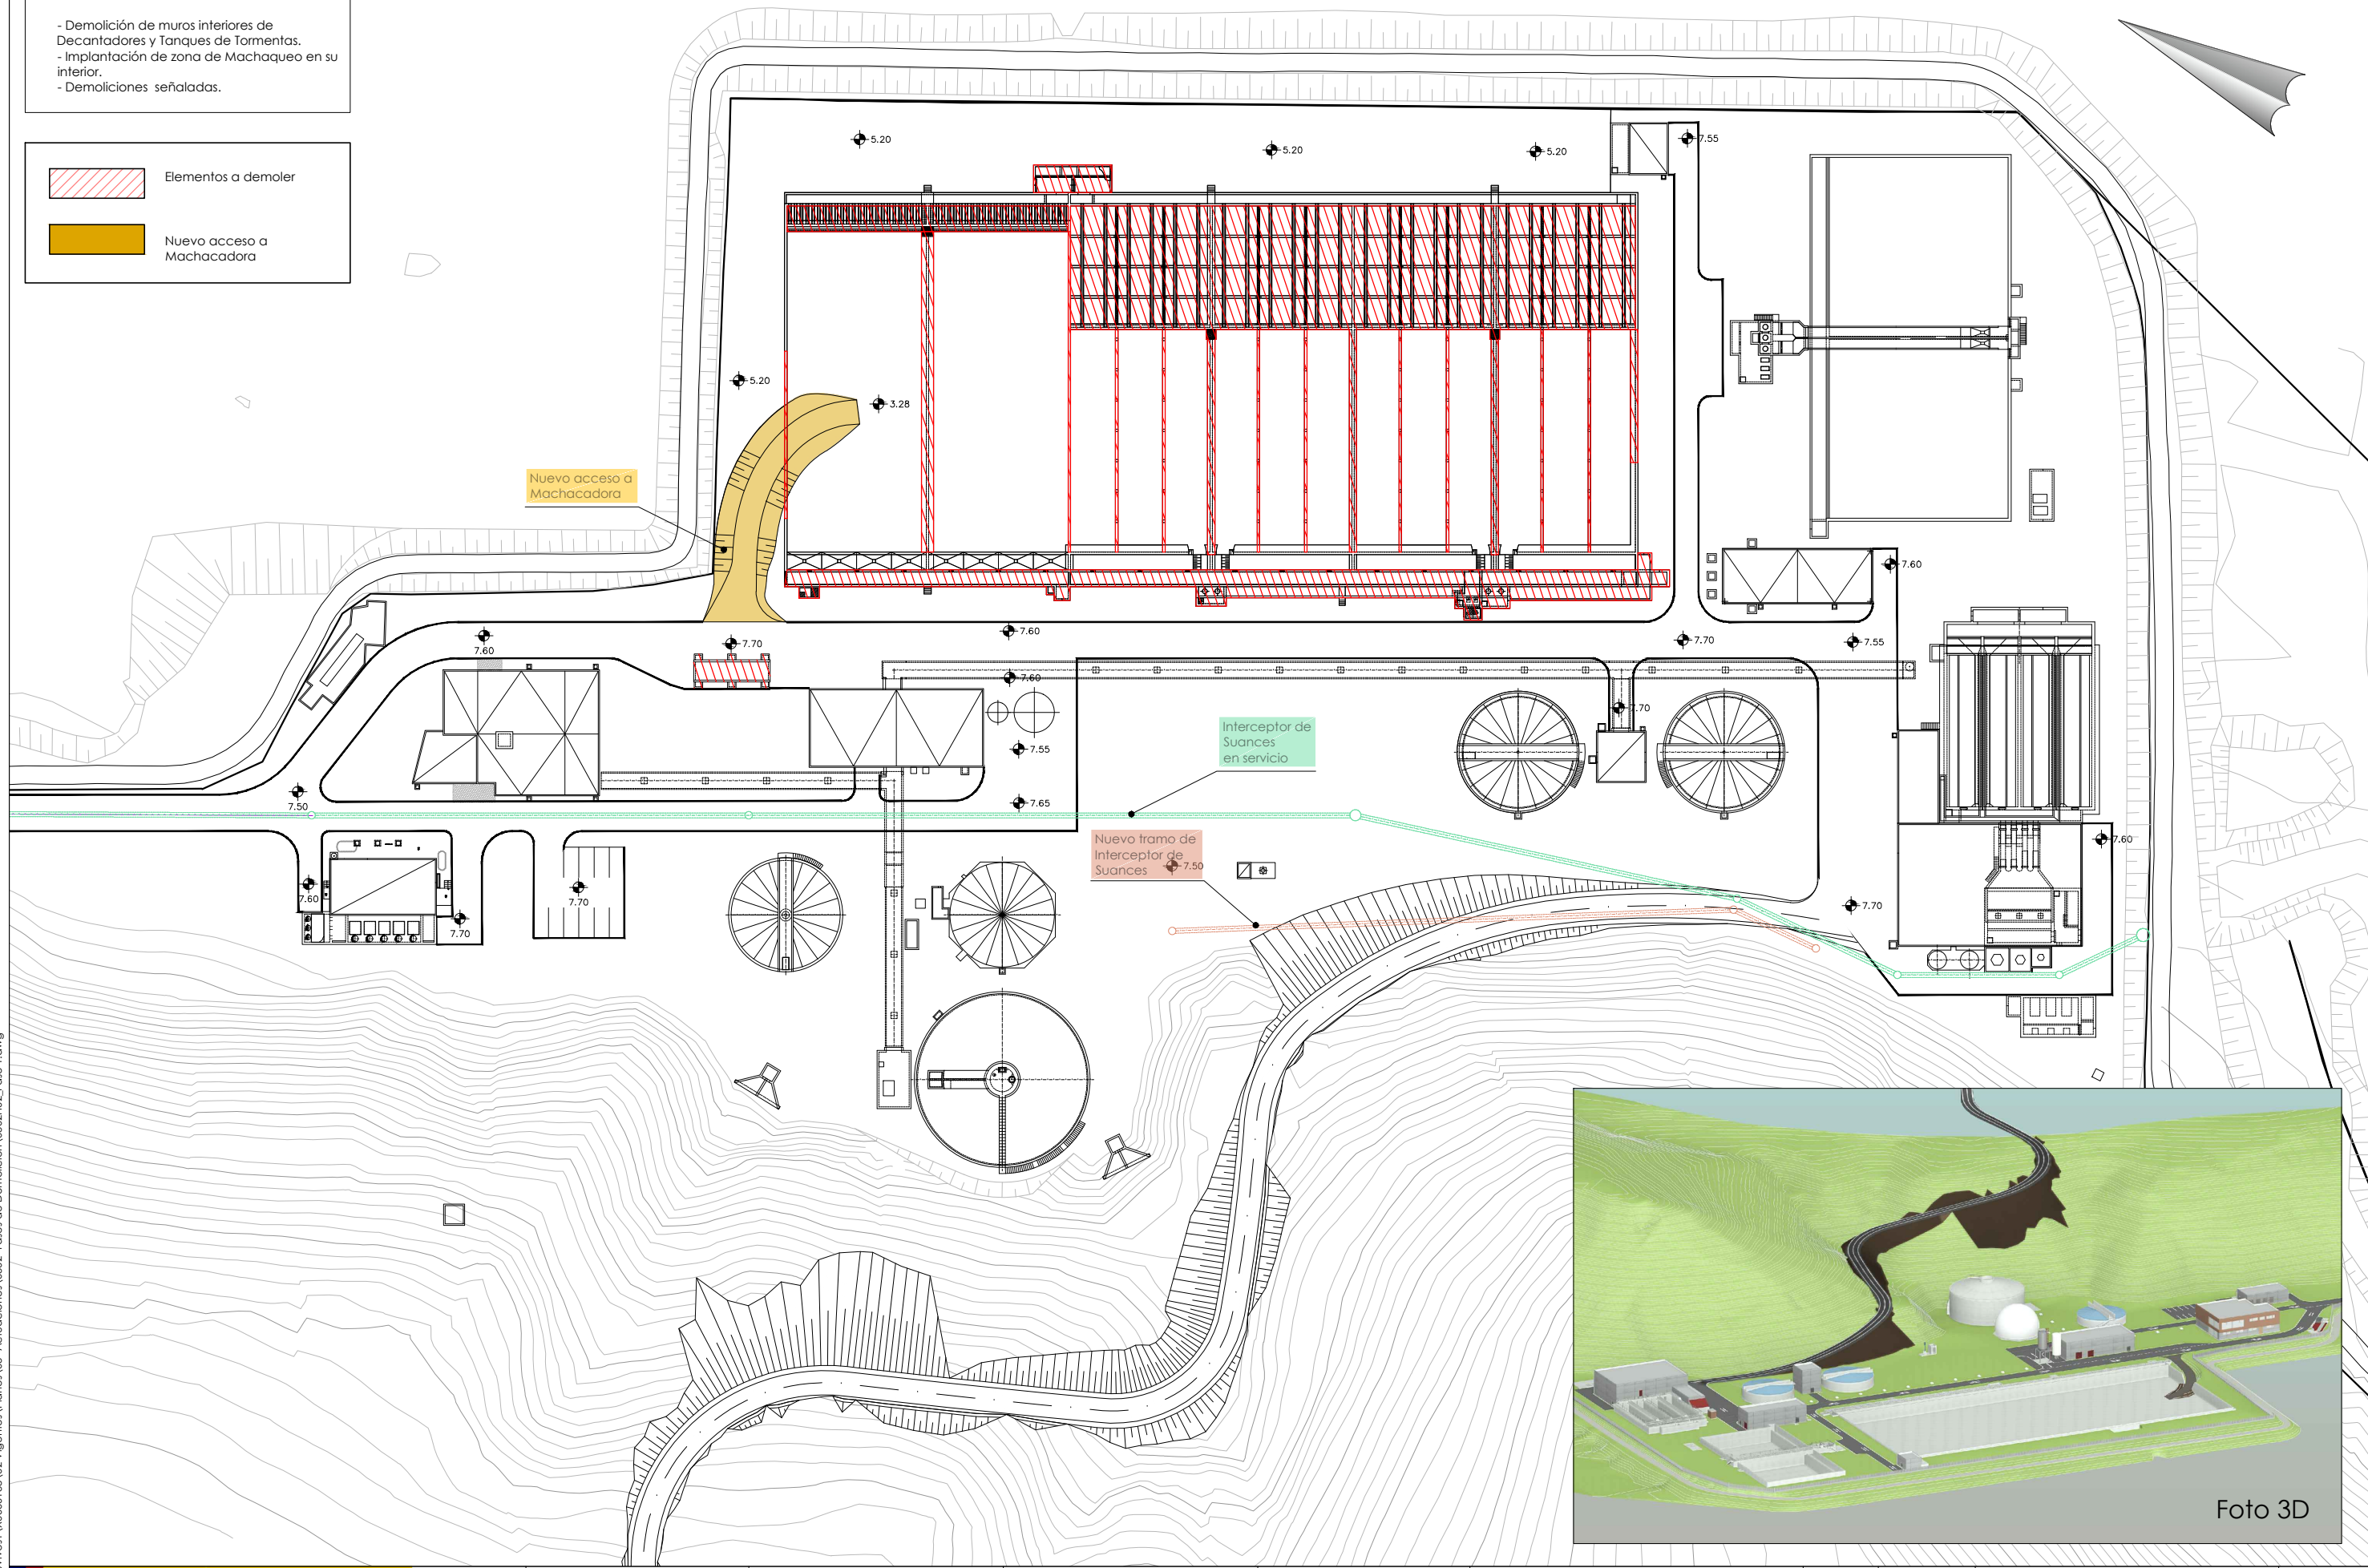 - Demolición de muros interiores de
Decantadores y Tanques de Tormentas.
- Implantación de zona de Machaqueo en su
interior.
- Demoliciones señaladas.
Elementos a demoler
Nuevo acceso a
Machacadora
5.20
5.20
5.20
7.55
5.20
3.28
Nuevo acceso a
Machacadora
7.60
7.60
7.60
7.70
7.70
7.55
7.60
7.70
Interceptor de
Suances
en servicio
7.55
7.50
7.65
Nuevo tramo de
Interceptor de
Suances
7.50
7.60
7.60
7.70
7.70
7.70
Foto 3D